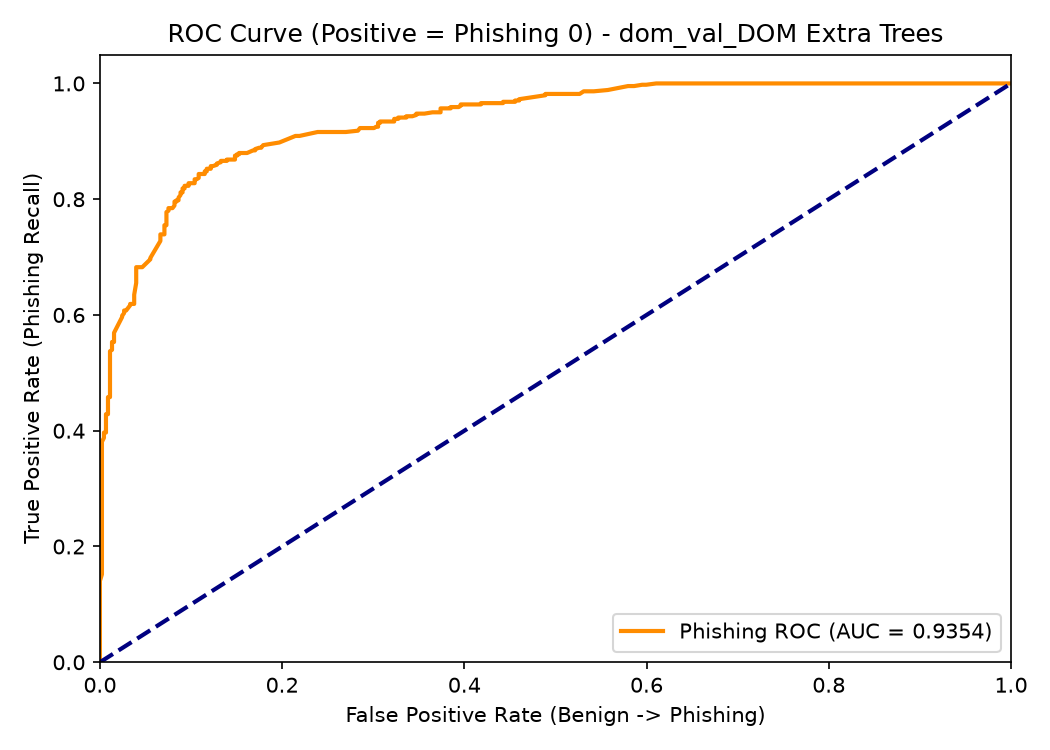 ROC Curve (Positive = Phishing 0) - dom_val_DOM Extra Trees
True Positive Rate (Phishing Recall)
1.0
0.8
0.6
0.4
0.2
0.0
Phishing ROC (AUC = 0.9354)
0.0 0.2 0.4 0.6 0.8 1.0
False Positive Rate (Benign -> Phishing)